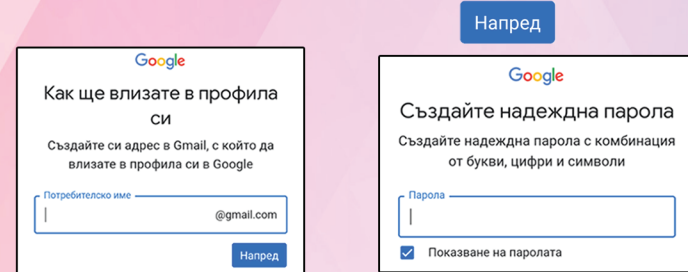 Напред
Google
Как ще влизате в профила
си
Създайте си адрес в Gmail, с който да
влизате в профила си в Google
Потребителско име
@gmail.com
Напред
Google
Създайте надеждна парола
Създайте надеждна парола с комбинация
от букви, цифри и символи
Парола
Показване на паролата